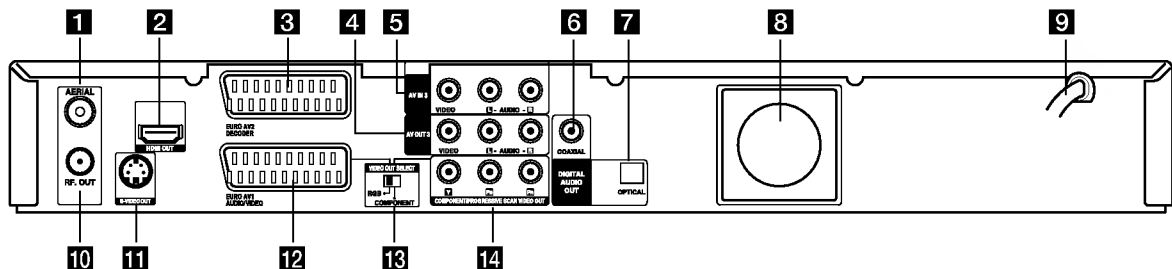 1 2 3 4 5 6 7 8 9
AERIAL
RF. OUT
HDMI OUT
S-VIDEO OUT
EURO AV2
DECODER
EURO AV1
AUDIO/VIDEO
VIDEO OUT SELECT
RGB
COMPONENT
AV IN 3
VIDEO L - AUDIO - R
AV OUT 3
VIDEO L - AUDIO - R
Y PB PR
COMPONENT/PROGRESSIVE SCAN VIDEO OUT
COAXIAL
DIGITAL
AUDIO
OUT
OPTICAL
10 11 12 13 14